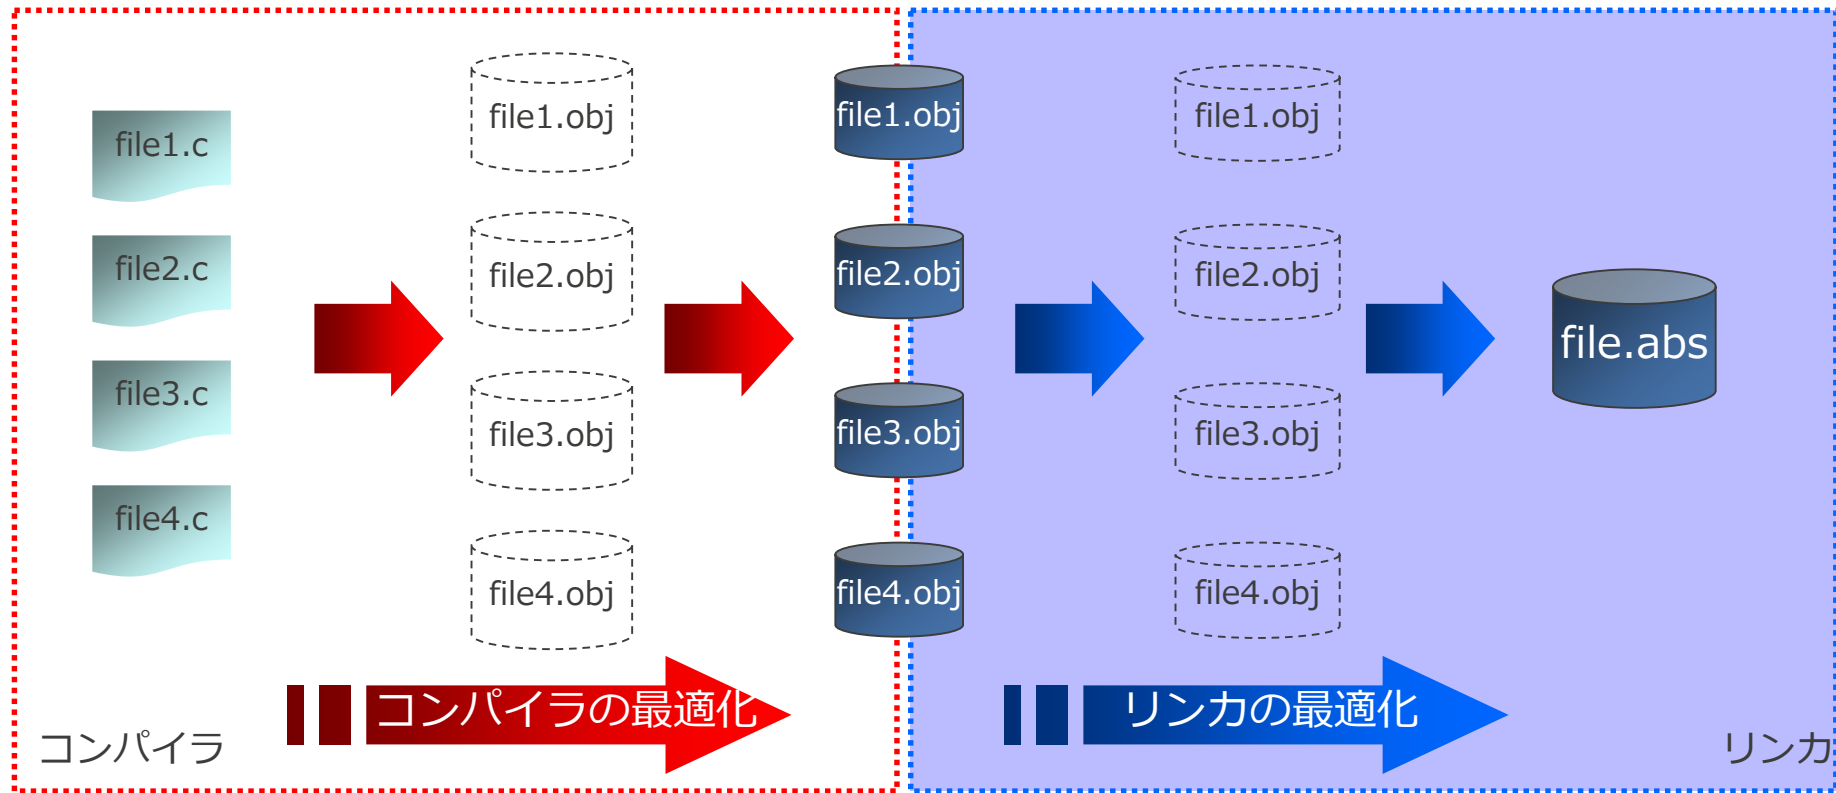 file1.c
file2.c
file3.c
file4.c
file1.obj
file2.obj
file3.obj
file4.obj
file1.obj
file2.obj
file3.obj
file4.obj
file1.obj
file2.obj
file3.obj
file4.obj
file.abs
コンパイラの最適化
リンカの最適化
コンパイラ
リンカ